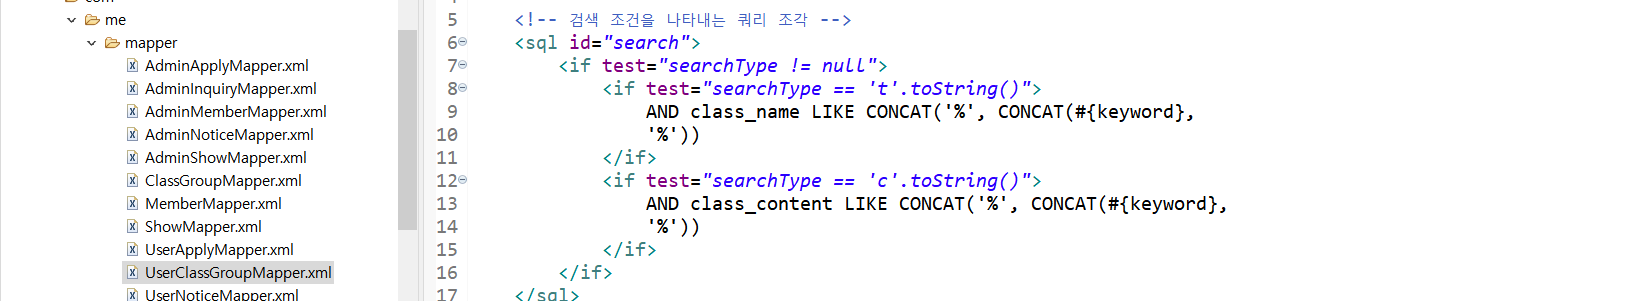 com
me
mapper
AdminApplyMapper.xml
AdminInquiryMapper.xml
AdminMemberMapper.xml
AdminNoticeMapper.xml
AdminShowMapper.xml
ClassGroupMapper.xml
MemberMapper.xml
ShowMapper.xml
UserApplyMapper.xml
UserClassGroupMapper.xml
UserNoticeMapper.xml
4
5 <!-- 검색 조건을 나타내는 쿼리 조각 -->
6 <sql id="search">
7 <if test="searchType != null">
8 <if test="searchType == 't'.toString()">
9 AND class_name LIKE CONCAT('%', CONCAT(#{keyword},
10 '%'))
11 </if>
12 <if test="searchType == 'c'.toString()">
13 AND class_content LIKE CONCAT('%', CONCAT(#{keyword},
14 '%'))
15 </if>
16 </if>
17 </sql>